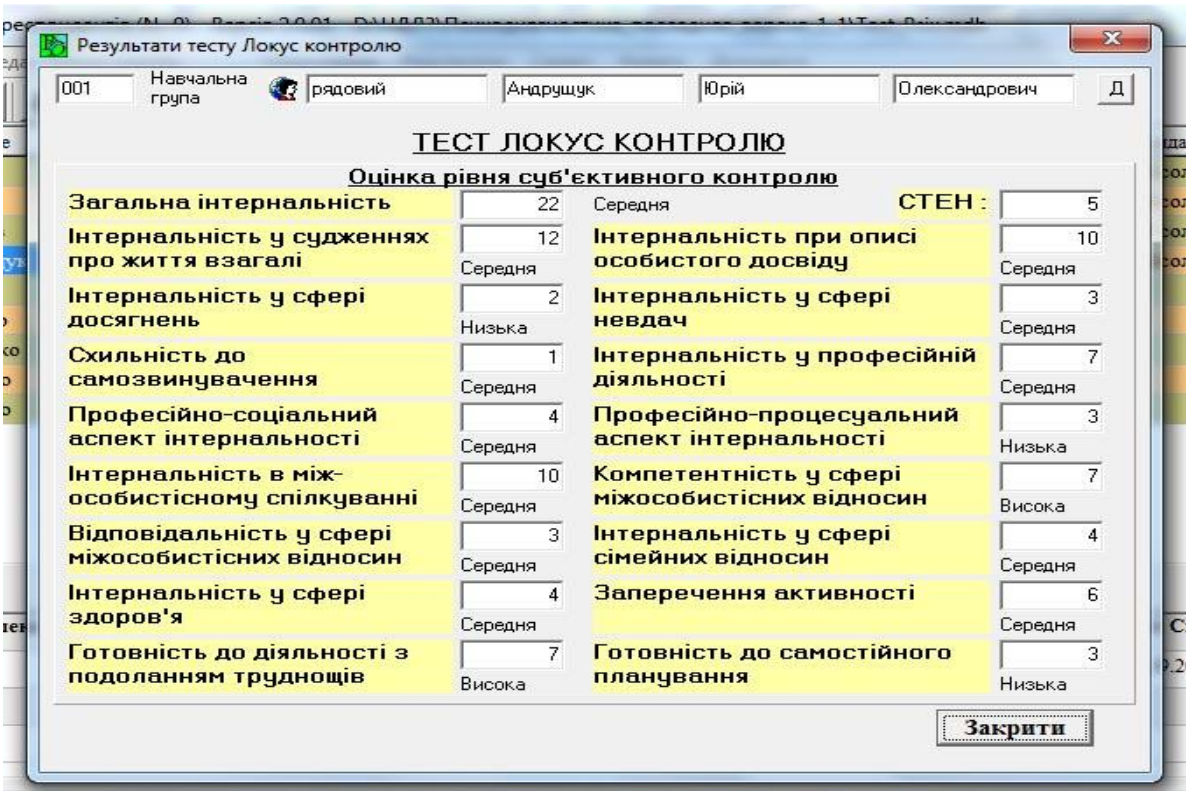 Результати тесту Локус контролю
001 Навчальна група рядовий Андрущук Юрій Олександрович Д
ТЕСТ ЛОКУС КОНТРОЛЮ
Оцінка рівня суб'єктивного контролю
Загальна інтернальність 22 Середня СТЕН : 5
Інтернальність у судженнях 12 Інтернальність при описі 10
про життя взагалі Середня особистого досвіду Середня
Інтернальність у сфері 2 Інтернальність у сфері 3
досягнень Низька невдач Середня
Схильність до 1 Інтернальність у професійній 7
самозвинувачення Середня діяльності Середня
Професійно-соціальний 4 Професійно-процесуальний 3
аспект інтернальності Середня аспект інтернальності Низька
Інтернальність в між- 10 Компетентність у сфері 7
особистісному спілкуванні Середня міжособистісних відносин Висока
Відповідальність у сфері 3 Інтернальність у сфері 4
міжособистісних відносин Середня сімейних відносин Середня
Інтернальність у сфері 4 Заперечення активності 6
здоров'я Середня Середня
Готовність до діяльності з 7 Готовність до самостійного 3
подоланням труднощів Висока планування Низька
Закрити